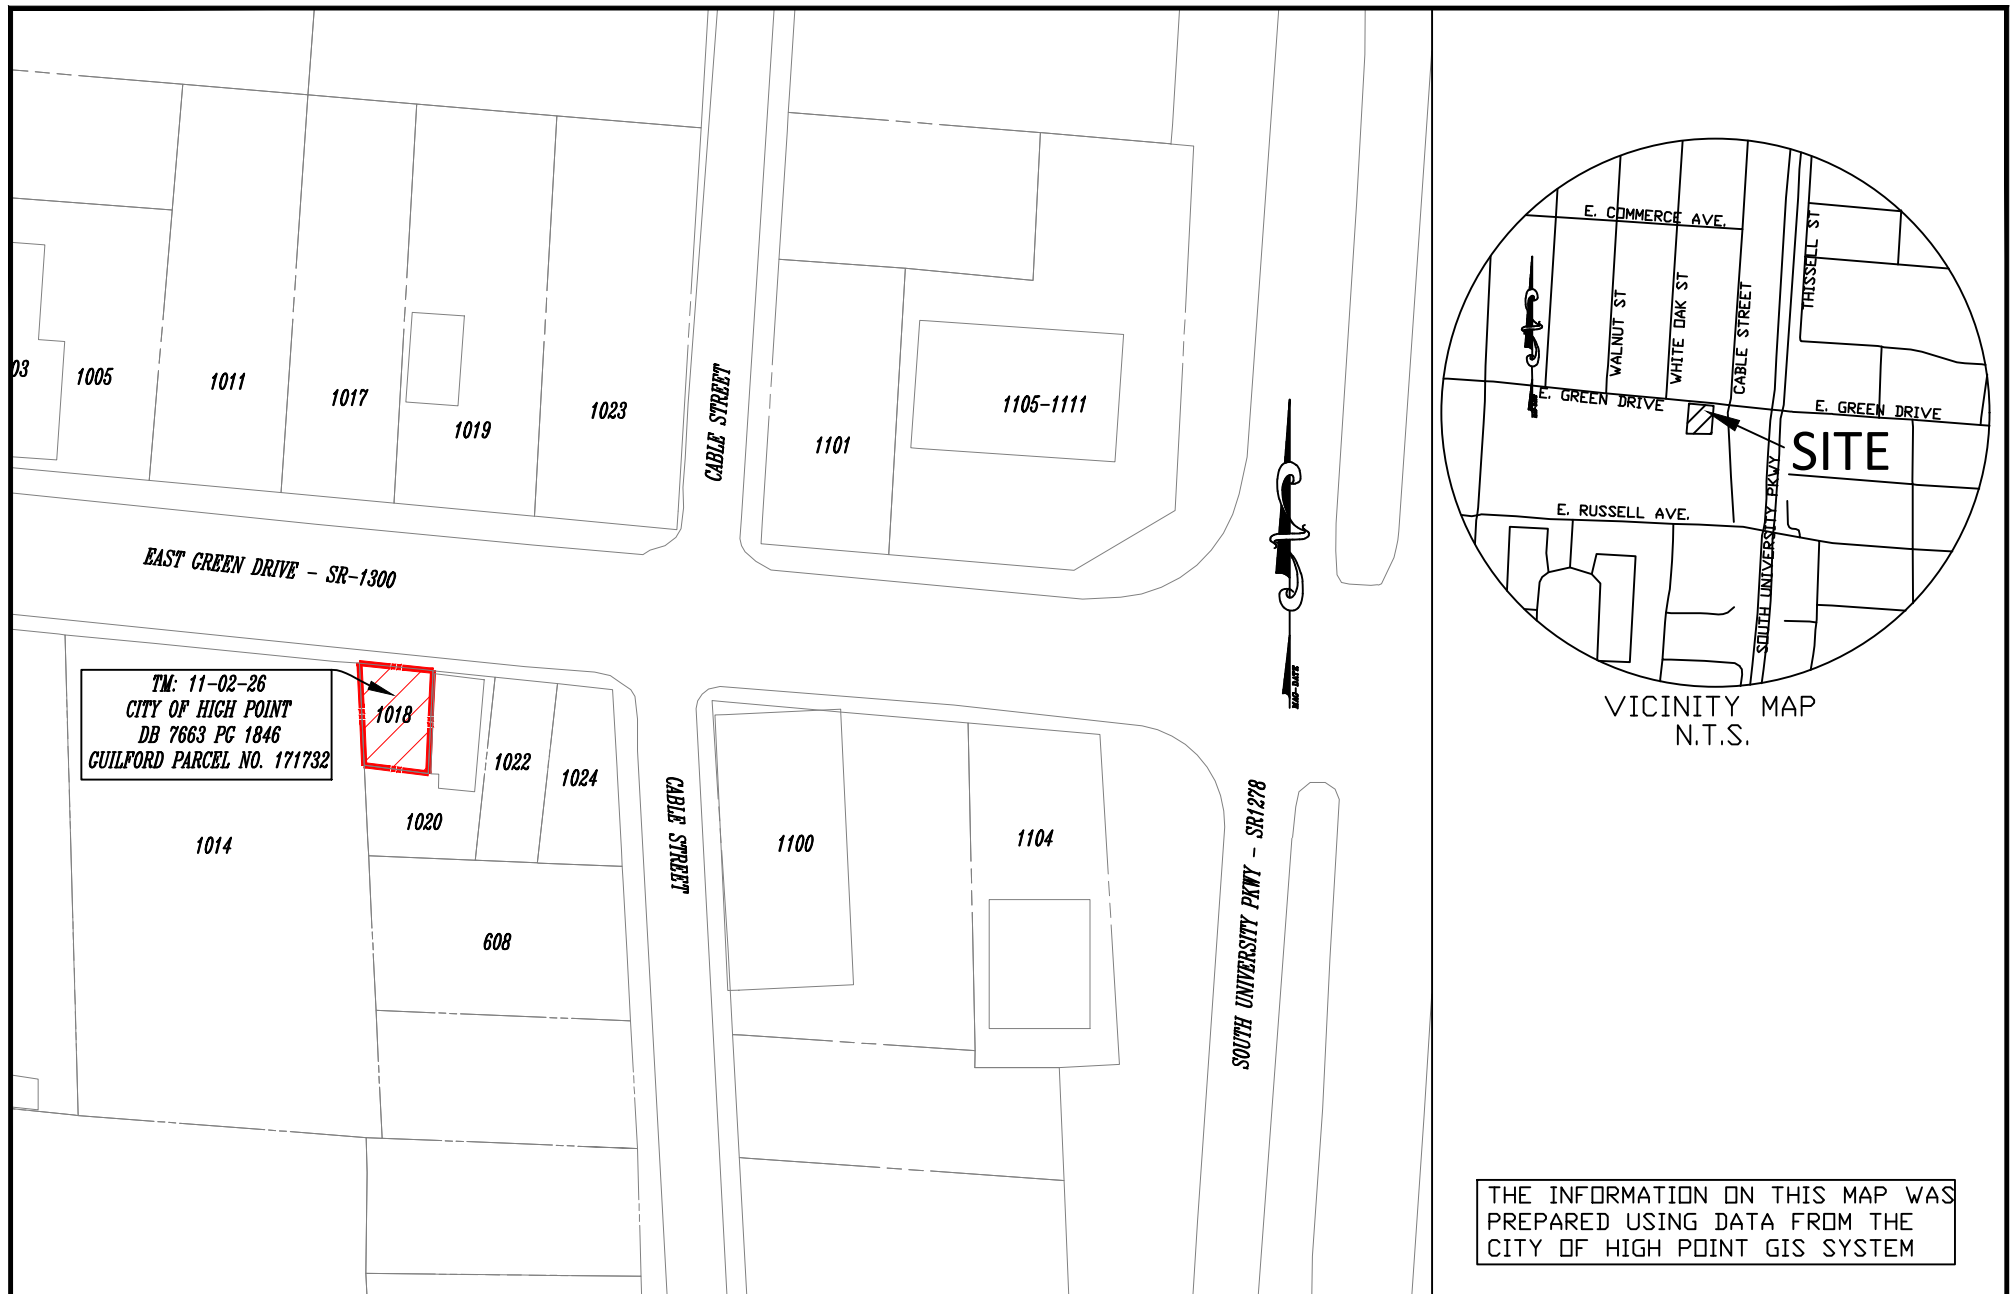 03
1005
1011
1017
1019
1023
CABLE STREET
1101
1105-1111
EAST GREEN DRIVE - SR-1300
TM: 11-02-26
CITY OF HIGH POINT
DB 7663 PG 1846
GUILFORD PARCEL NO. 171732
1018
1022
1024
1020
1014
608
CABLE STREET
1100
1104
SOUTH UNIVERSITY PKWY - SR1278
E. COMMERCE AVE.
THISSELL ST
WALNUT ST
WHITE OAK ST
CABLE STREET
E. GREEN DRIVE
E. GREEN DRIVE
SITE
E. RUSSELL AVE.
SOUTH UNIVERSITY PKWY
VICINITY MAP
N.T.S.
THE INFORMATION ON THIS MAP WAS
PREPARED USING DATA FROM THE
CITY OF HIGH POINT GIS SYSTEM